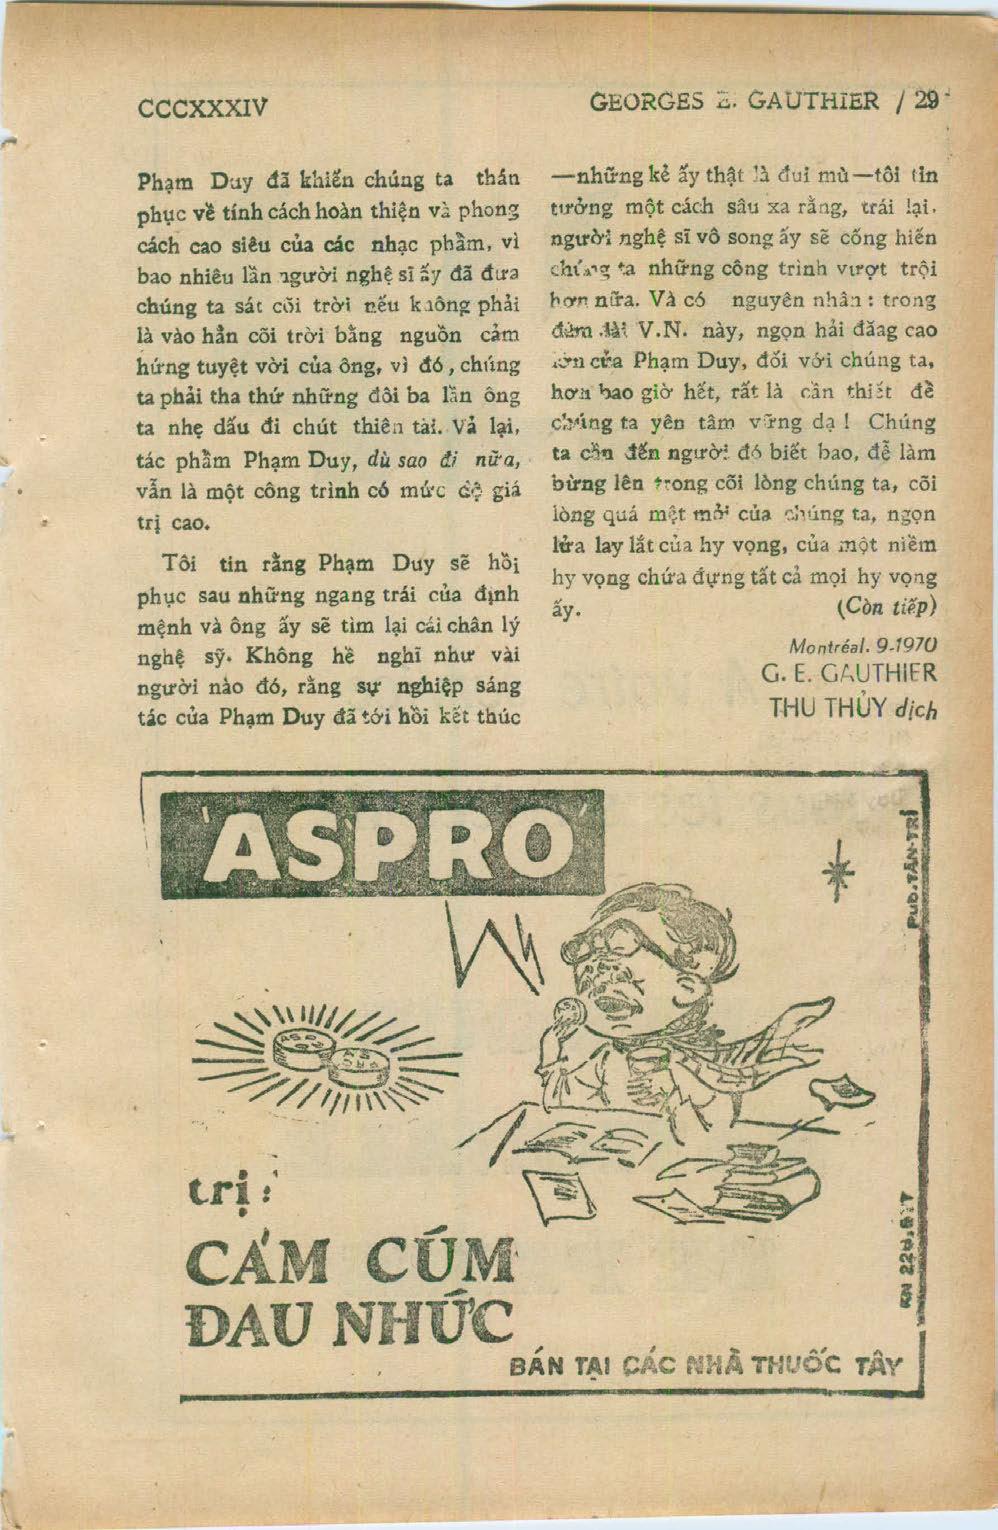 CCCXXXIV
GEORGES E. GAUTHIER / 29
Phạm Duy đã khiến chúng ta thán
phục về tính cách hoàn thiện và phong
cách cao siêu của các nhạc phầm, vì
bao nhiêu lần người nghệ sĩ ấy đã đưa
chúng ta sát cõi trời nếu không phải
là vào hẳn cõi trời bằng nguồn cảm
hứng tuyệt vời của ông, vì đó, chúng
ta phải tha thứ những đôi ba lần ông
ta nhẹ dấu đi chút thiên tài. Vả lại,
tác phầm Phạm Duy, dù sao đi nữa,
vẫn là một công trình có mức độ giá
trị cao.
Tôi tin rằng Phạm Duy sẽ hồi
phục sau những ngang trái của định
mệnh và ông ấy sẽ tìm lại cái chân lý
nghệ sỹ. Không hề nghĩ như vài
người nào đó, rằng sự nghiệp sáng
tác của Phạm Duy đã tới hồi kết thúc
—những kẻ ấy thật là đui mù—tôi tin
tưởng một cách sâu xa rằng, trái lại,
người nghệ sĩ vô song ấy sẽ cống hiến
chúng ta những công trình vượt trội
hơn nữa. Và có nguyên nhân : trong
đêm dài V.N. này, ngọn hải đăng cao
lớn của Phạm Duy, đối với chúng ta,
hơn bao giờ hết, rất là cần thiết để
chúng ta yên tâm vững dạ ! Chúng
ta cần đến người đó biết bao, để làm
bừng lên trong cõi lòng chúng ta, cõi
lòng quá mệt mỏi của chúng ta, ngọn
lửa lay lắt của hy vọng, của một niềm
hy vọng chứa đựng tất cả mọi hy vọng
ấy. (Còn tiếp)
Montréal. 9-1970
G. E. GAUTHIER
THU THỦY dịch
'ASPRO'
Pub. TÂN-TRÍ
trị :
CẢM CÚM
ĐAU NHỨC
BÁN TẠI CÁC NHÀ THUỐC TÂY
KN